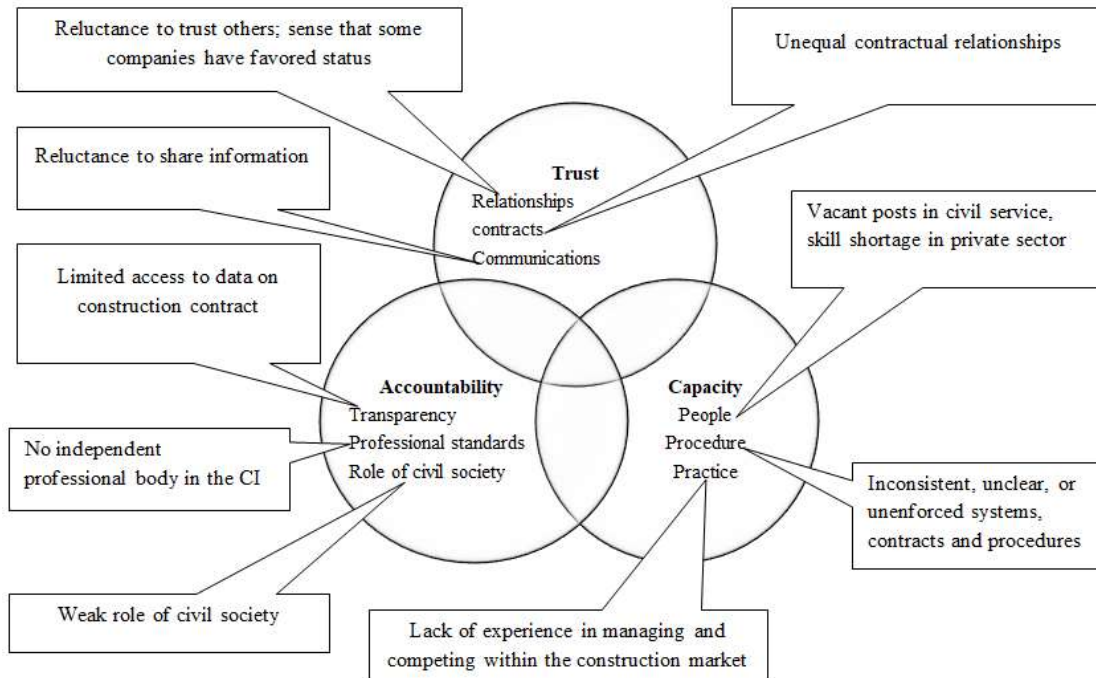 Reluctance to trust others; sense that some
companies have favored status
Unequal contractual relationships
Reluctance to share information
Trust
Relationships
contracts
Communications
Vacant posts in civil service,
skill shortage in private sector
Limited access to data on
construction contract
Accountability
Transparency
Professional standards
Role of civil society
Capacity
People
Procedure
Practice
No independent
professional body in the CI
Inconsistent, unclear, or
unenforced systems,
contracts and procedures
Weak role of civil society
Lack of experience in managing and
competing within the construction market